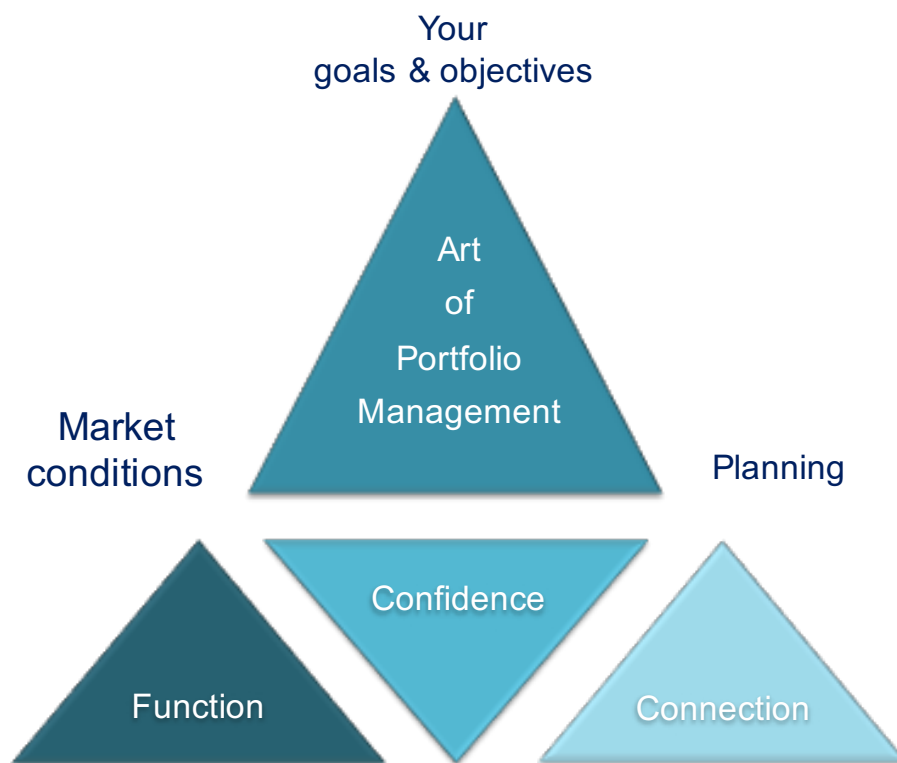 Your
goals & objectives
Art
of
Portfolio
Management
Market
conditions
Planning
Confidence
Function
Connection